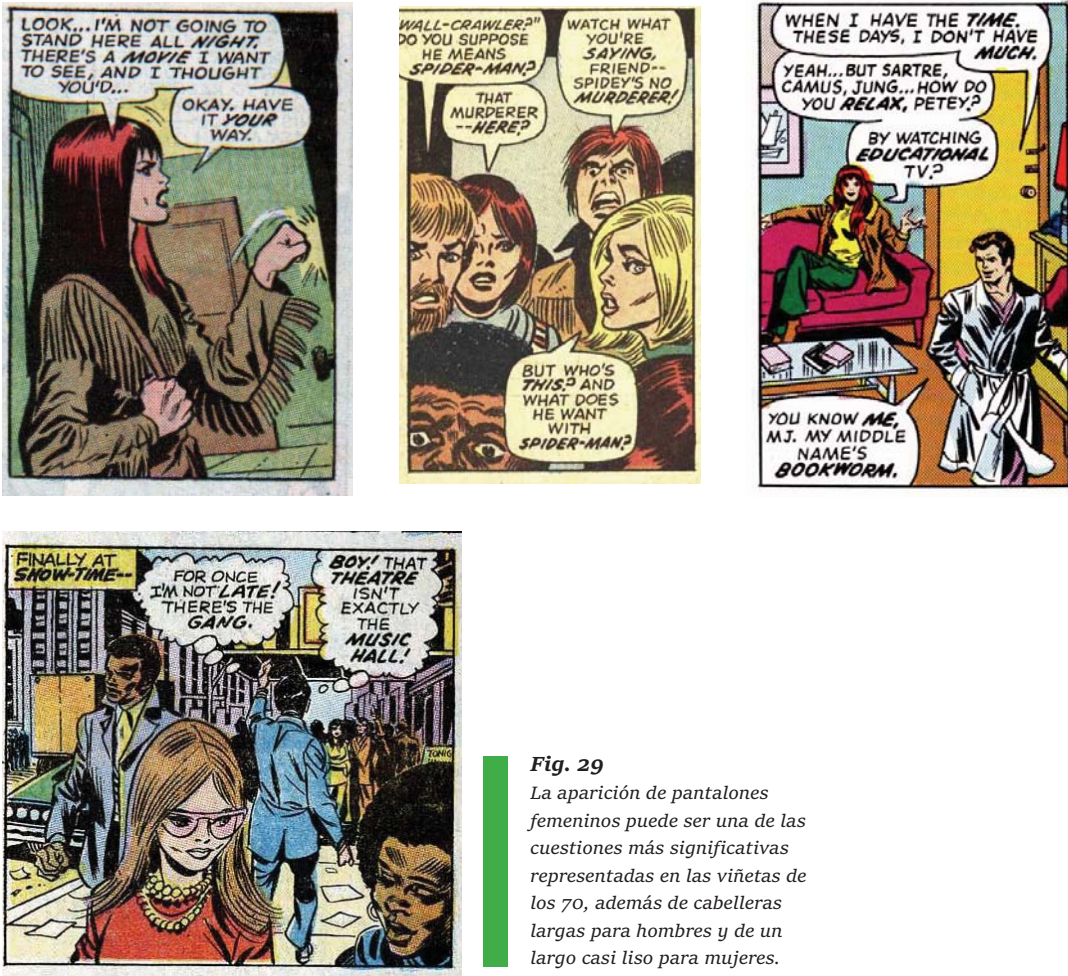 LOOK...I'M NOT GOING TO
STAND HERE ALL NIGHT.
THERE'S A MOVIE I WANT
TO SEE, AND I THOUGHT
YOU'D...
OKAY. HAVE
IT YOUR
WAY.
WALL-CRAWLER?"
DO YOU SUPPOSE
HE MEANS
SPIDER-MAN?
WATCH WHAT
YOU'RE
SAYING,
FRIEND--
SPIDEY'S NO
MURDERER!
THAT
MURDERER
--HERE?
BUT WHO'S
THIS? AND
WHAT DOES
HE WANT
WITH
SPIDER-MAN?
WHEN I HAVE THE TIME.
THESE DAYS, I DON'T HAVE
MUCH.
YEAH...BUT SARTRE,
CAMUS, JUNG...HOW DO
YOU RELAX, PETEY?
BY WATCHING
EDUCATIONAL
TV?
YOU KNOW ME,
MJ. MY MIDDLE
NAME'S
BOOKWORM.
FINALLY AT
SHOW-TIME--
FOR ONCE
I'M NOT LATE!
THERE'S THE
GANG.
BOY! THAT
THEATRE
ISN'T
EXACTLY
THE
MUSIC
HALL!
TONIG
Fig. 29
La aparición de pantalones
femeninos puede ser una de las
cuestiones más significativas
representadas en las viñetas de
los 70, además de cabelleras
largas para hombres y de un
largo casi liso para mujeres.